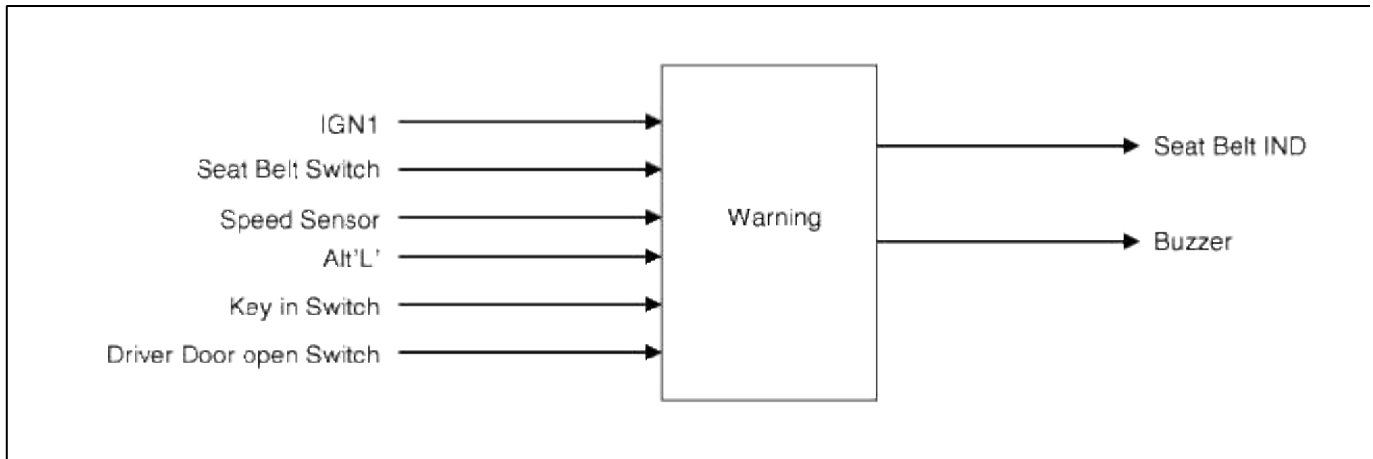 IGN1
Seat Belt Switch
Speed Sensor
Alt'L'
Key in Switch
Driver Door open Switch
Warning
Seat Belt IND
Buzzer